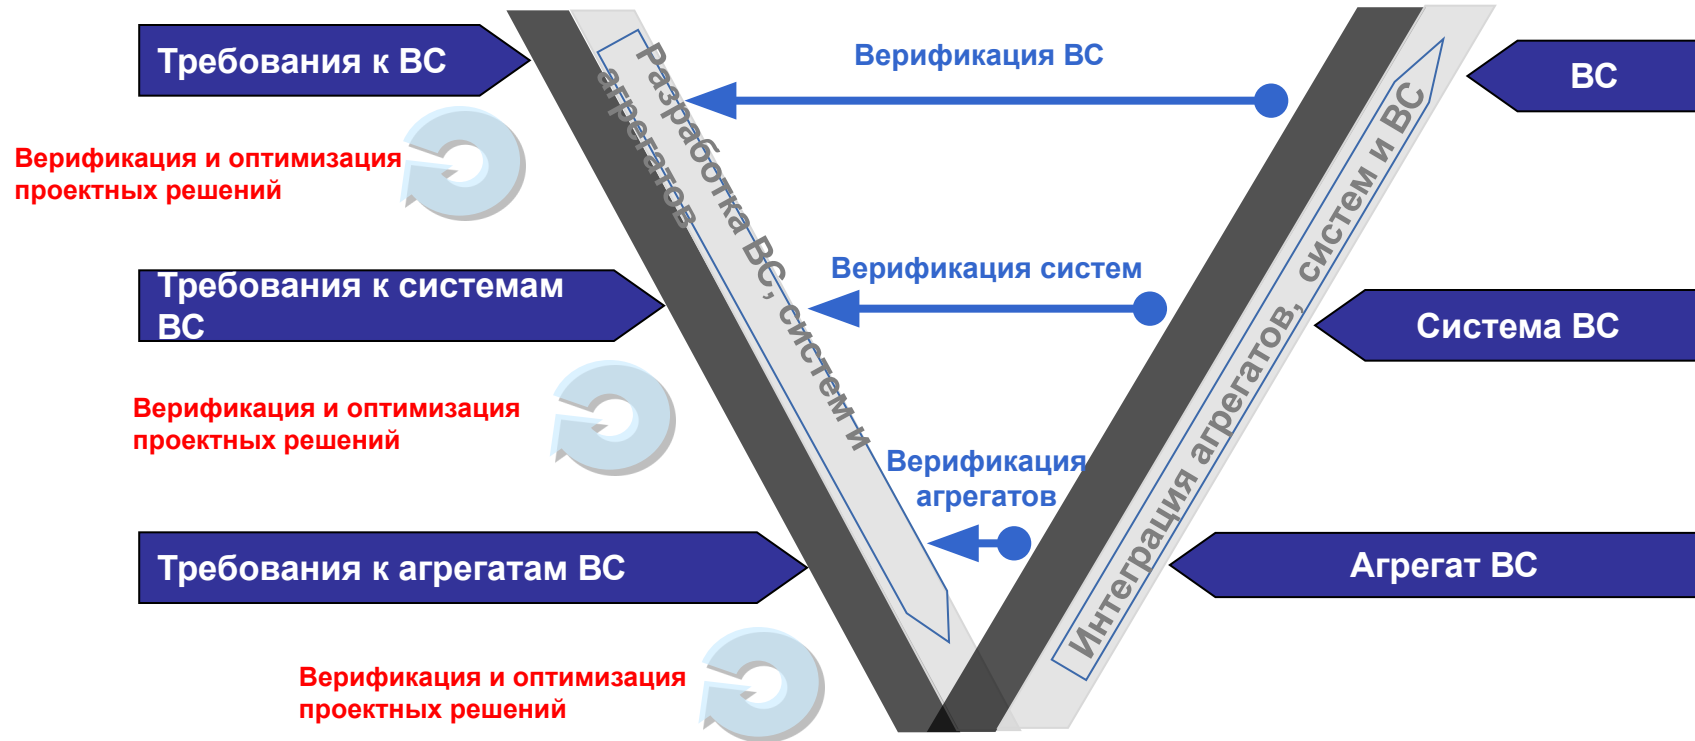 Требования к ВС
Верификация ВС
ВС
Разработка ВС, систем и
агрегатов
Интеграция агрегатов, систем и ВС
Верификация и оптимизация
проектных решений
Требования к системам
ВС
Верификация систем
Система ВС
Верификация и оптимизация
проектных решений
Верификация
агрегатов
Требования к агрегатам ВС
Агрегат ВС
Верификация и оптимизация
проектных решений